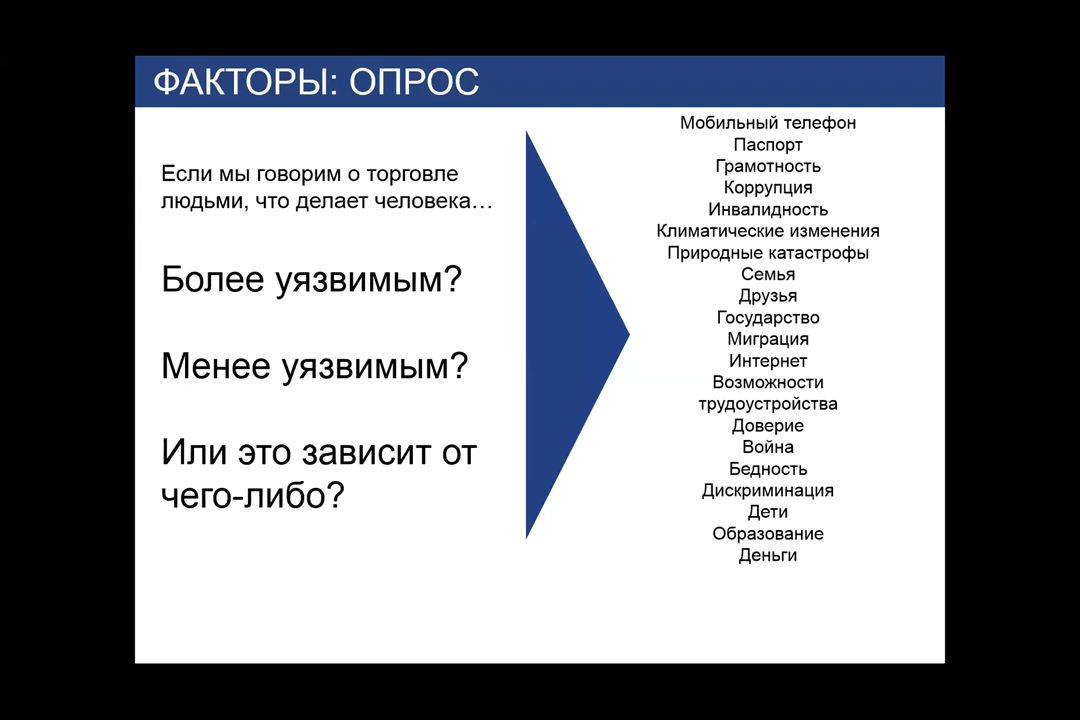 ФАКТОРЫ: ОПРОС
Если мы говорим о торговле
людьми, что делает человека…
Более уязвимым?
Менее уязвимым?
Или это зависит от
чего-либо?
Мобильный телефон
Паспорт
Грамотность
Коррупция
Инвалидность
Климатические изменения
Природные катастрофы
Семья
Друзья
Государство
Миграция
Интернет
Возможности
трудоустройства
Доверие
Война
Бедность
Дискриминация
Дети
Образование
Деньги